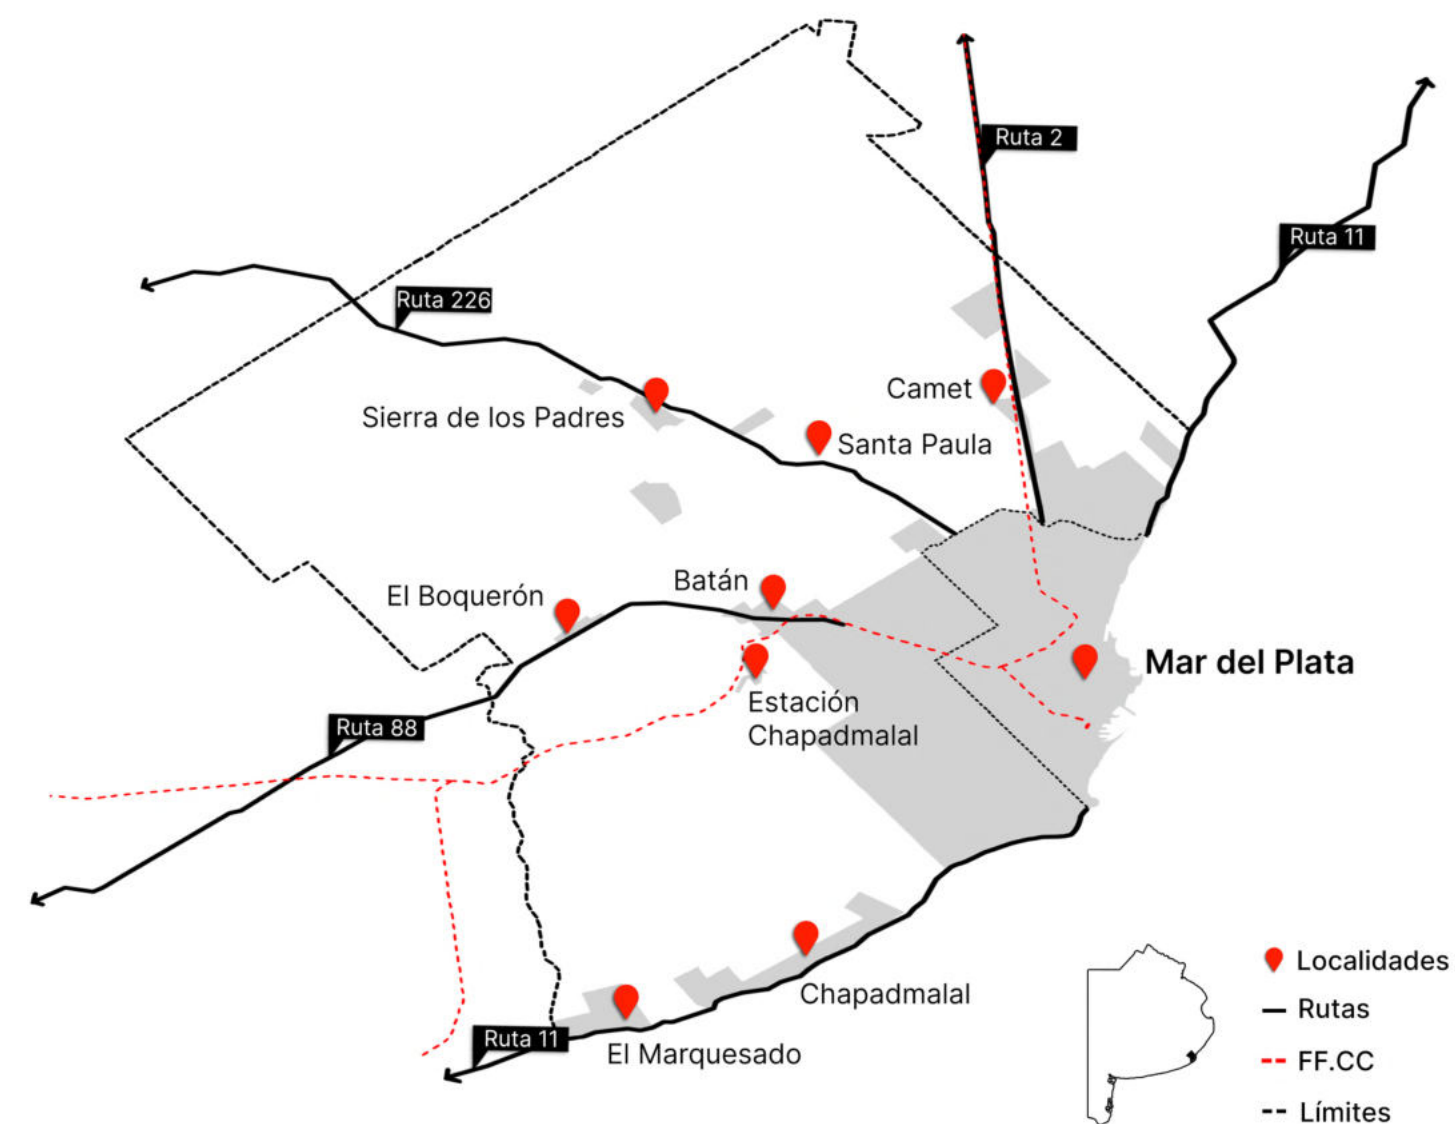 Ruta 2
Ruta 11
Ruta 226
Camet
Sierra de los Padres
Santa Paula
Batán
El Boquerón
Mar del Plata
Estación
Chapadmalal
Ruta 88
Chapadmalal
Ruta 11
El Marquesado
Localidades
Rutas
FF.CC
Límites